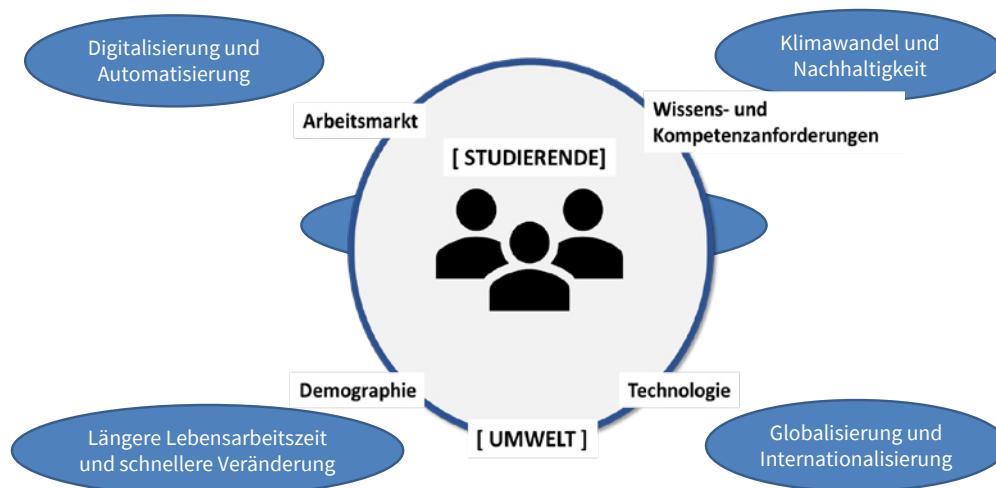 Digitalisierung und
Automatisierung
Klimawandel und
Nachhaltigkeit
Arbeitsmarkt
Wissens- und
Kompetenzanforderungen
[ STUDIERENDE]
Demographie
Technologie
Längere Lebensarbeitszeit
und schnellere Veränderung
[ UMWELT ]
Globalisierung und
Internationalisierung